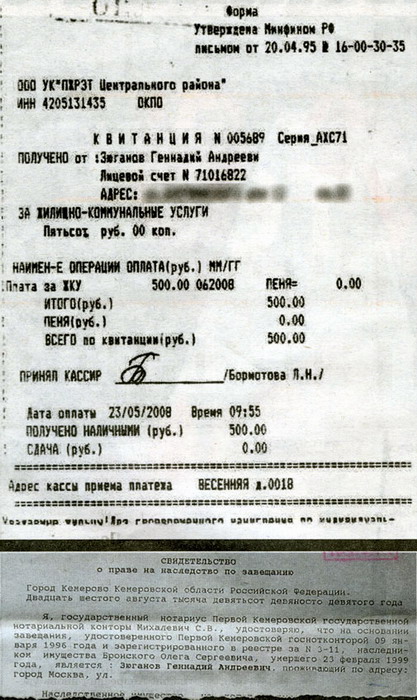 Форма
Утверждена Минфином РФ
письмом от 20.04.95 № 16-00-30-35
ООО УК"ПЖРЭТ Центрального района"
ИНН 4205131435 ОКПО
КВИТАНЦИЯ N 005689 Серия_АХС71
ПОЛУЧЕНО от :Зюганов Геннадий Андрееви
Лицевой счет N 71016822
АДРЕС:
ЗА ЖИЛИЩНО-КОММУНАЛЬНЫЕ УСЛУГИ
Пятьсот руб. 00 коп.
НАИМЕН-Е ОПЕРАЦИИ ОПЛАТА(руб.) ММ/ГГ
Плата за ЖКУ 500.00 062008 ПЕНЯ= 0.00
ИТОГО(руб.) 500.00
ПЕНЯ(руб.) 0.00
ВСЕГО по квитанции(руб.) 500.00
ПРИНЯЛ КАССИР /Бормотова Л.Н./
Дата оплаты 23/05/2008 Время 09:55
ПОЛУЧЕНО НАЛИЧНЫМИ (руб.) 500.00
СДАЧА (руб.) 0.00
Адрес кассы приема платежа ВЕСЕННЯЯ д.0018
СВИДЕТЕЛЬСТВО
о праве на наследство по завещанию
Город Кемерово Кемеровской области Российской Федерации.
Двадцать шестого августа тысяча девятьсот девяносто девятого года
Я, государственный нотариус Первой Кемеровской государственной
нотариальной конторы Михалевич С.В., удостоверяю, что на основании
завещания, удостоверенного Первой Кемеровской госнотконторой 09 ян-
варя 1996 года и зарегистрированного в реестре за N 3-11, наследни-
ком имущества Бронского Олега Сергеевича, умершего 23 февраля 1999
года, является : Зюганов Геннадий Андреевич, проживающий по адресу:
город Москва, ул.
Наследственное имущество